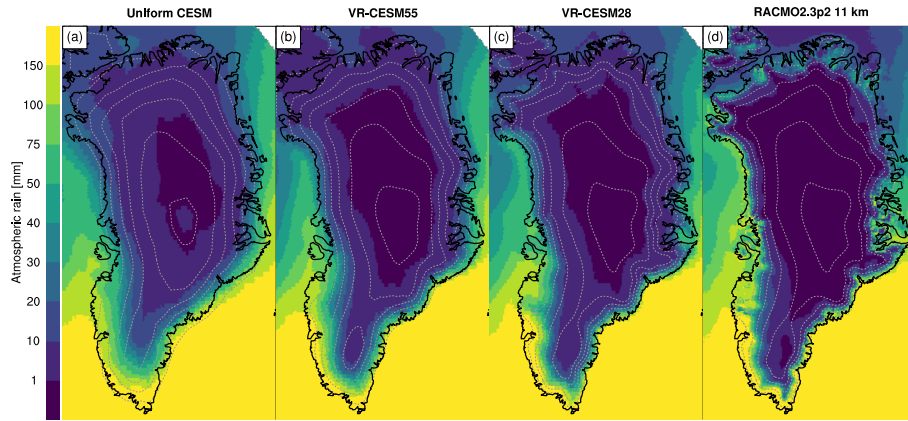 Uniform CESM
VR-CESM55
VR-CESM28
RACMO2.3p2 11 km
(a)
(b)
(c)
(d)
Atmospheric rain [mm]
150
100
75
50
40
30
20
10
1